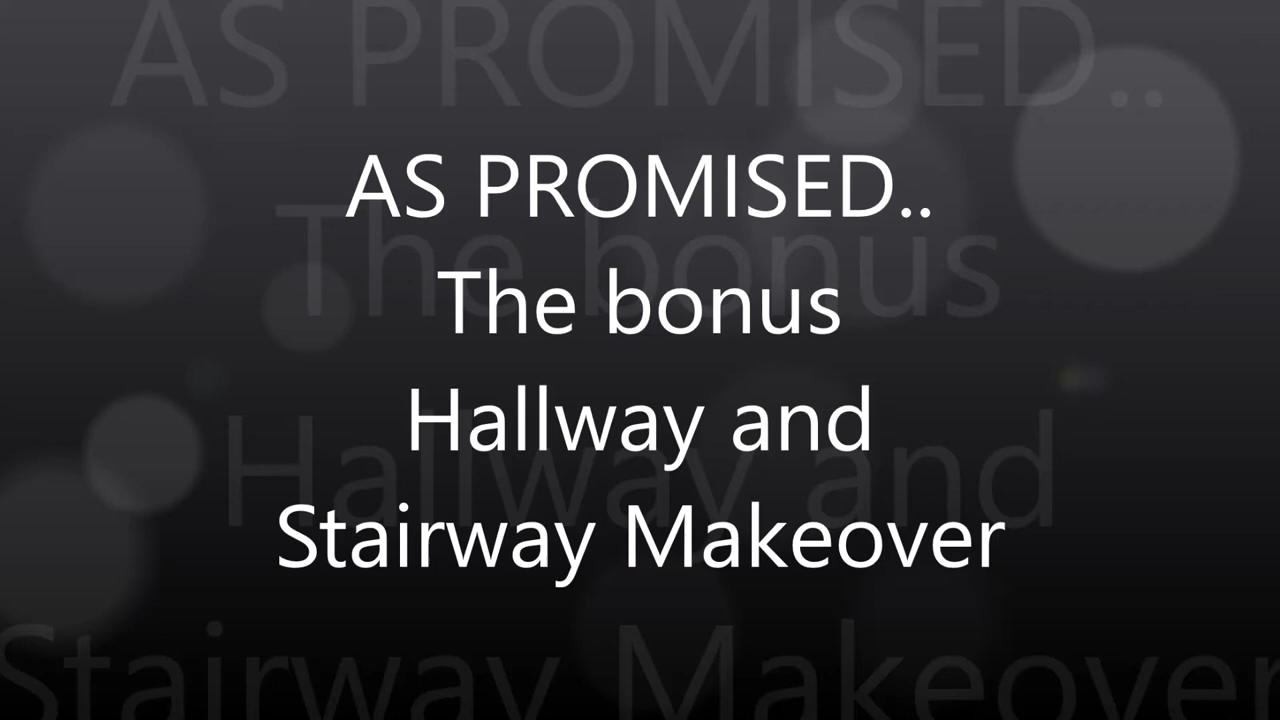 AS PROMISED..
The bonus
Hallway and
Stairway Makeover